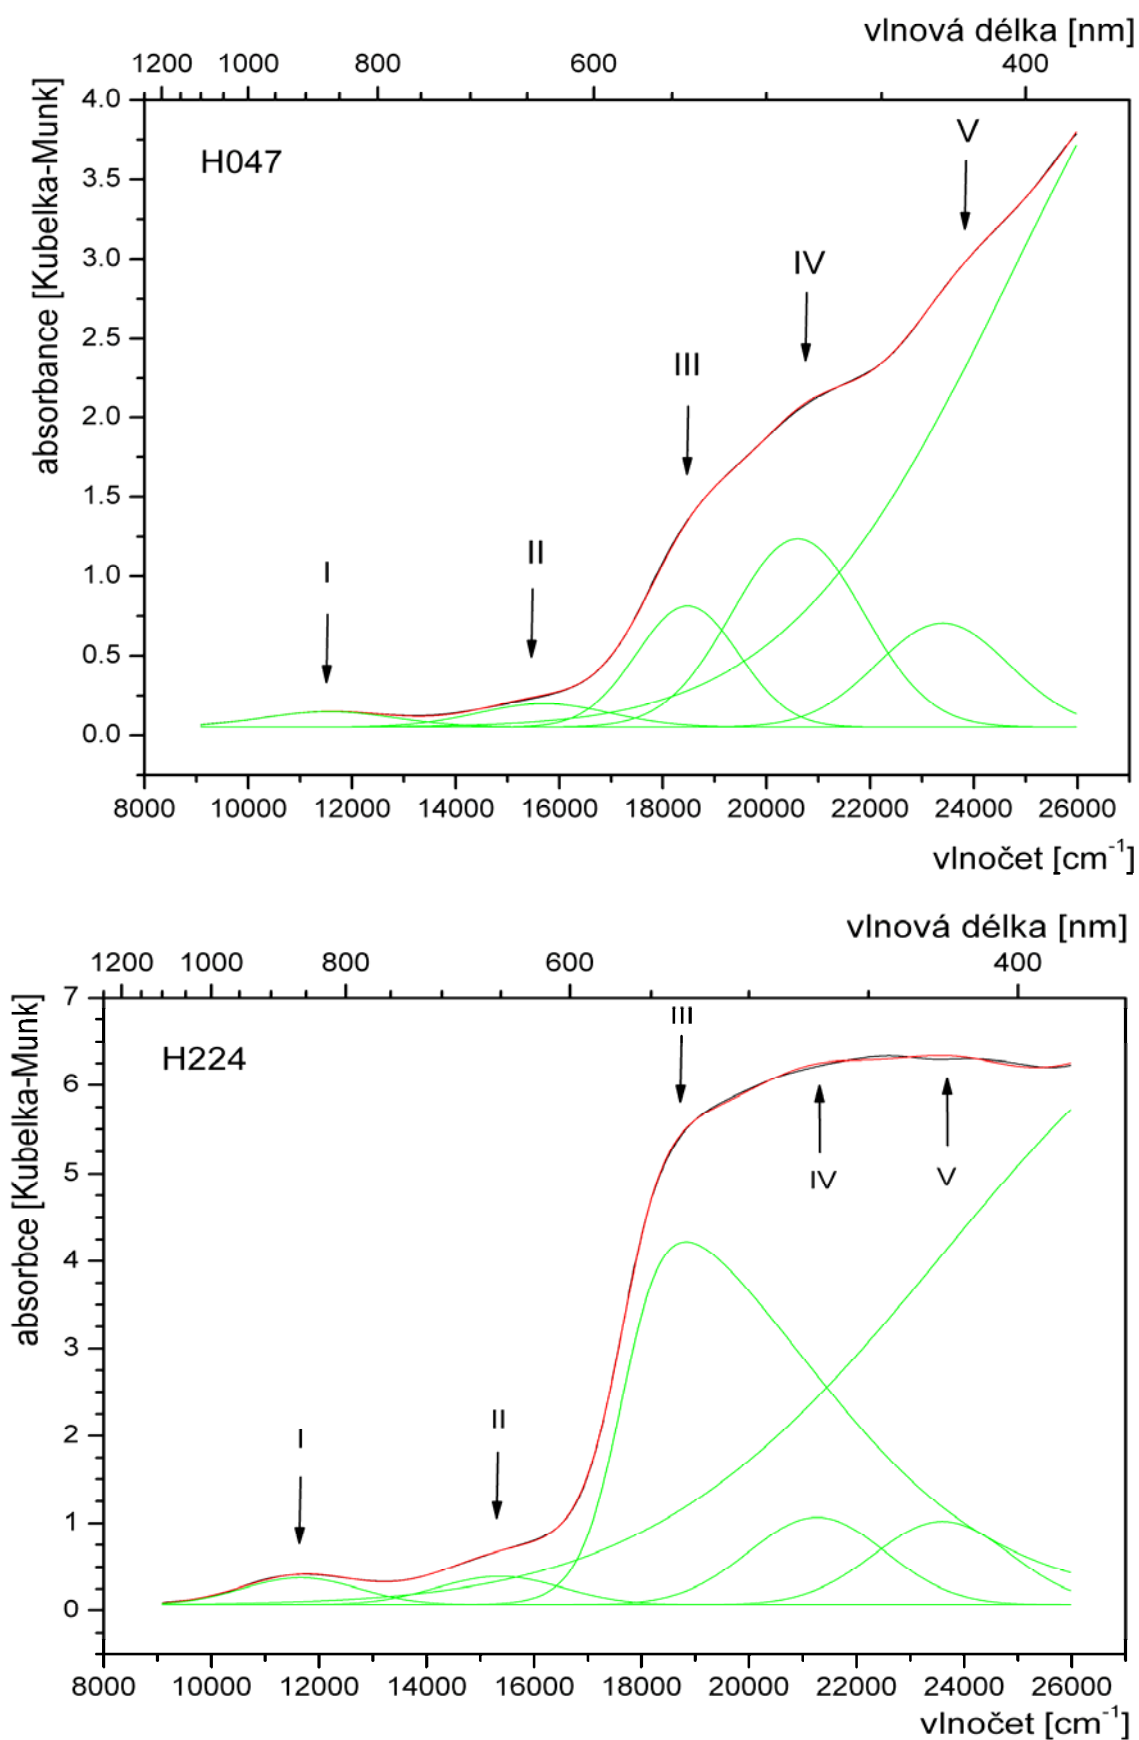 vlnová délka [nm]
1200 1000 800 600 400
absorbance [Kubelka-Munk]
4.0
3.5
3.0
2.5
2.0
1.5
1.0
0.5
0.0
H047
I
II
III
IV
V
8000 10000 12000 14000 16000 18000 20000 22000 24000 26000
vlnočet [cm⁻¹]
vlnová délka [nm]
1200 1000 800 600 400
absorbce [Kubelka-Munk]
7
6
5
4
3
2
1
0
H224
I
II
III
IV
V
8000 10000 12000 14000 16000 18000 20000 22000 24000 26000
vlnočet [cm⁻¹]